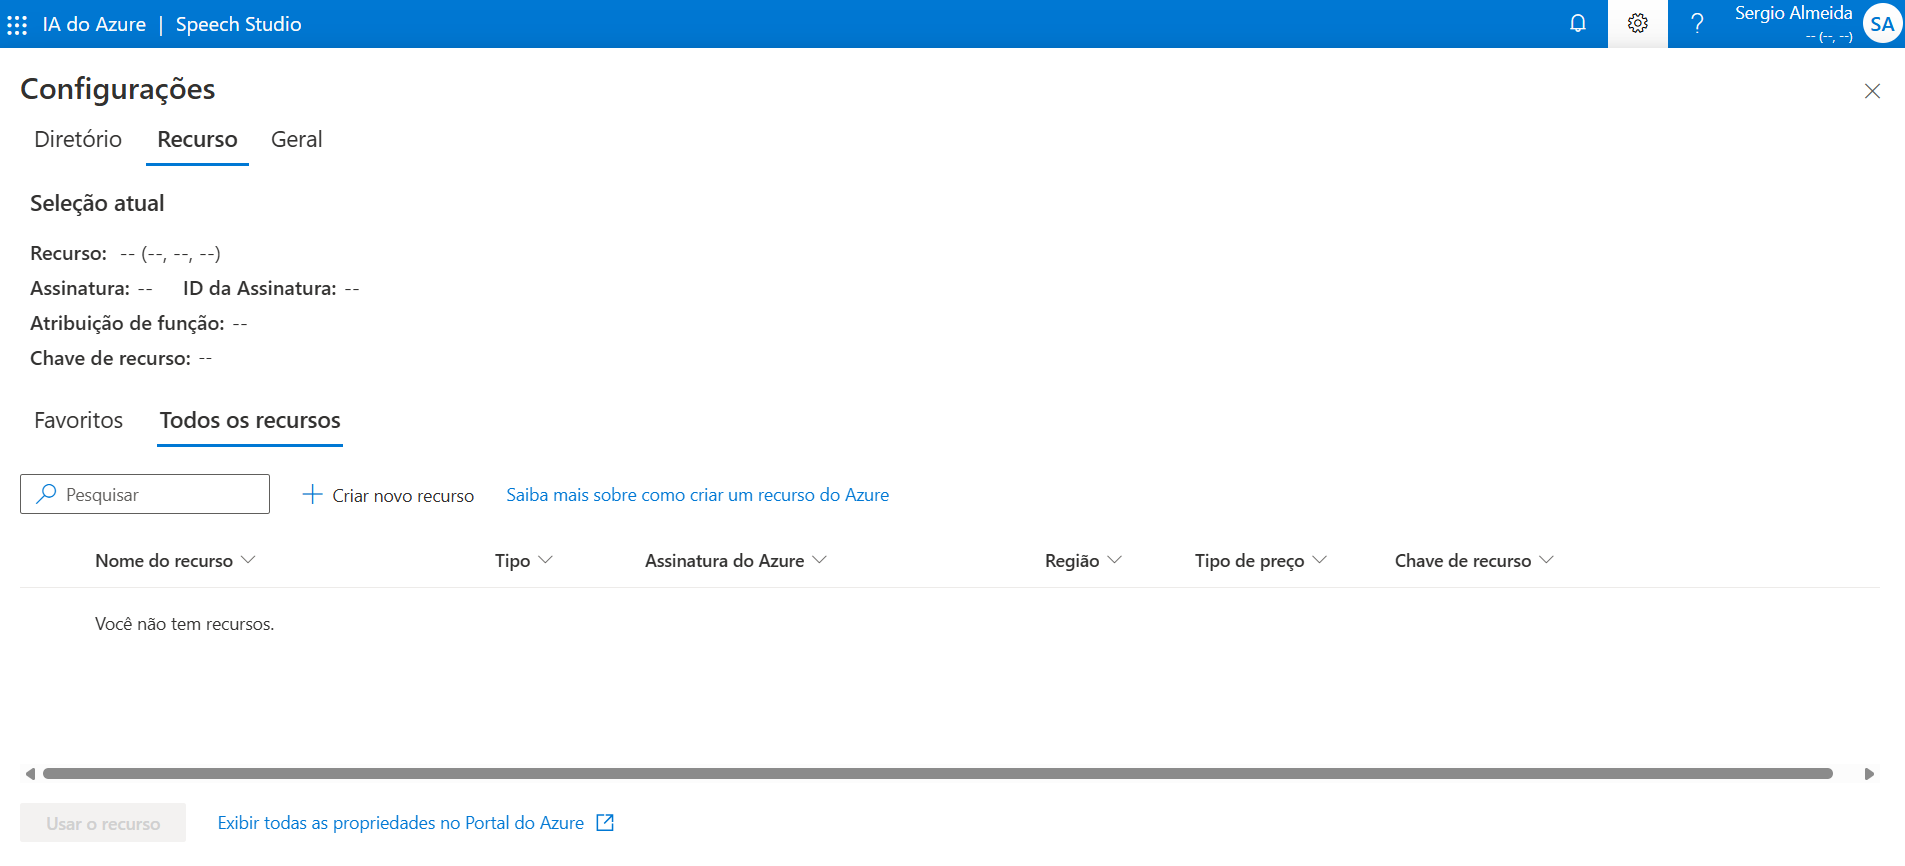 IA do Azure | Speech Studio
Sergio Almeida
-- (--, --)
SA
Configurações
Diretório Recurso Geral
Seleção atual
Recurso: -- (--, --, --)
Assinatura: -- ID da Assinatura: --
Atribuição de função: --
Chave de recurso: --
Favoritos Todos os recursos
Pesquisar Criar novo recurso Saiba mais sobre como criar um recurso do Azure
Nome do recurso Tipo Assinatura do Azure Região Tipo de preço Chave de recurso
Você não tem recursos.
Usar o recurso Exibir todas as propriedades no Portal do Azure